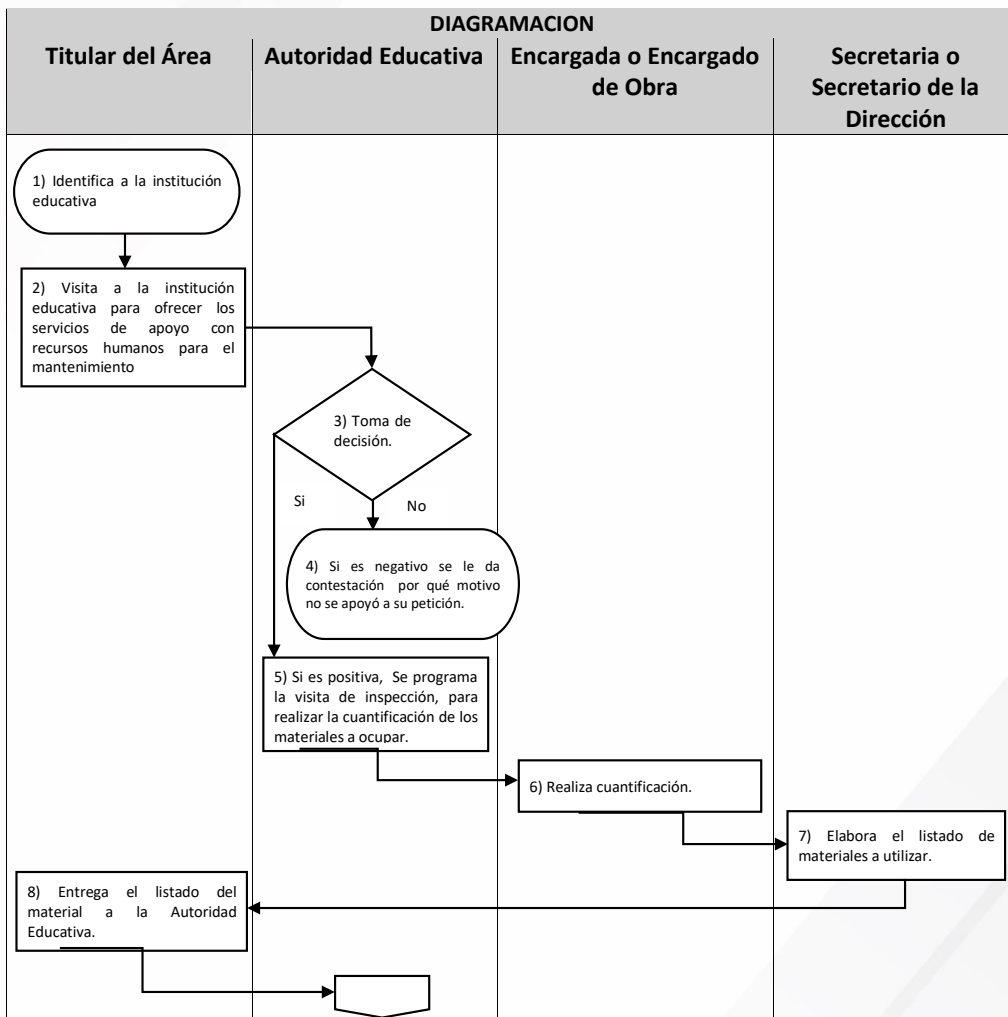 DIAGRAMACION
Titular del Área
Autoridad Educativa
Encargada o Encargado
de Obra
Secretaria o
Secretario de la
Dirección
1) Identifica a la institución
educativa
2) Visita a la institución
educativa para ofrecer los
servicios de apoyo con
recursos humanos para el
mantenimiento
3) Toma de
decisión.
Si
No
4) Si es negativo se le da
contestación por qué motivo
no se apoyó a su petición.
5) Si es positiva, Se programa
la visita de inspección, para
realizar la cuantificación de los
materiales a ocupar.
6) Realiza cuantificación.
7) Elabora el listado de
materiales a utilizar.
8) Entrega el listado del
material a la Autoridad
Educativa.